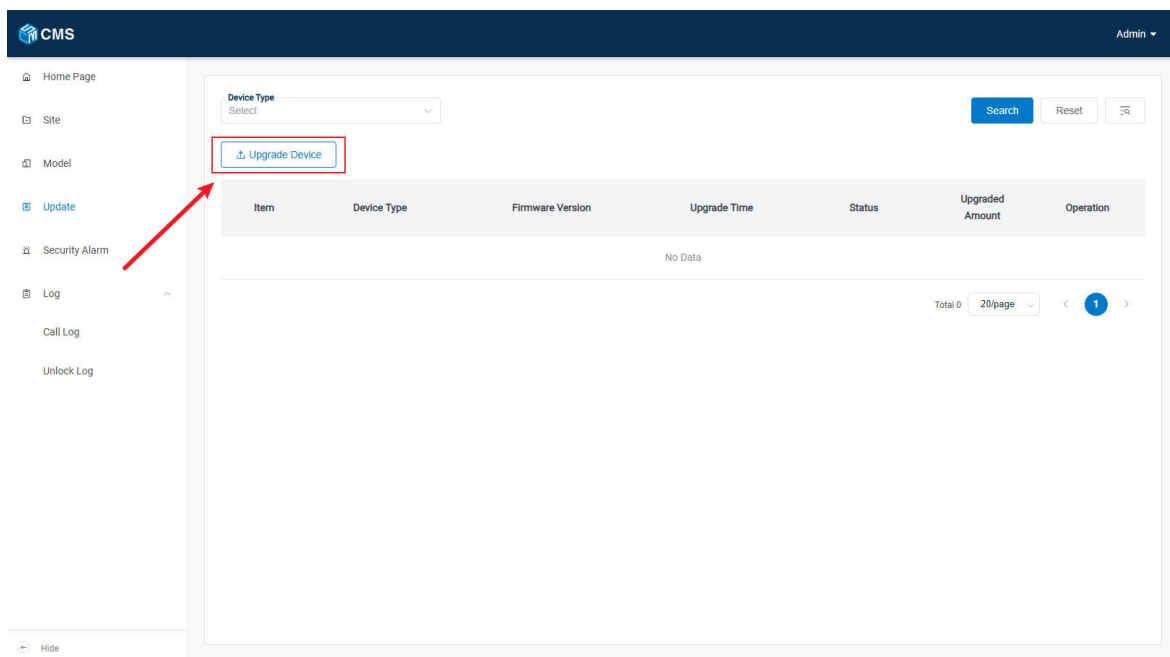 CMS
Admin
Home Page
Site
Model
Update
Security Alarm
Log
Call Log
Unlock Log
Hide
Device Type
Select
Search
Reset
Upgrade Device
Item
Device Type
Firmware Version
Upgrade Time
Status
Upgraded
Amount
Operation
No Data
Total 0
20/page
1